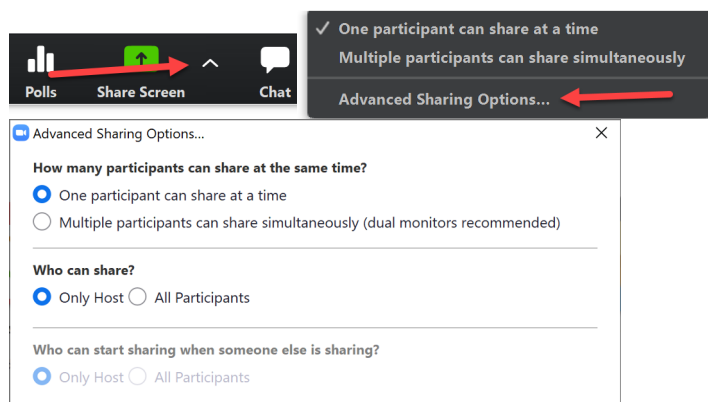 Polls
Share Screen
Chat
One participant can share at a time
Multiple participants can share simultaneously
Advanced Sharing Options...
Advanced Sharing Options...
How many participants can share at the same time?
One participant can share at a time
Multiple participants can share simultaneously (dual monitors recommended)
Who can share?
Only Host All Participants
Who can start sharing when someone else is sharing?
Only Host All Participants